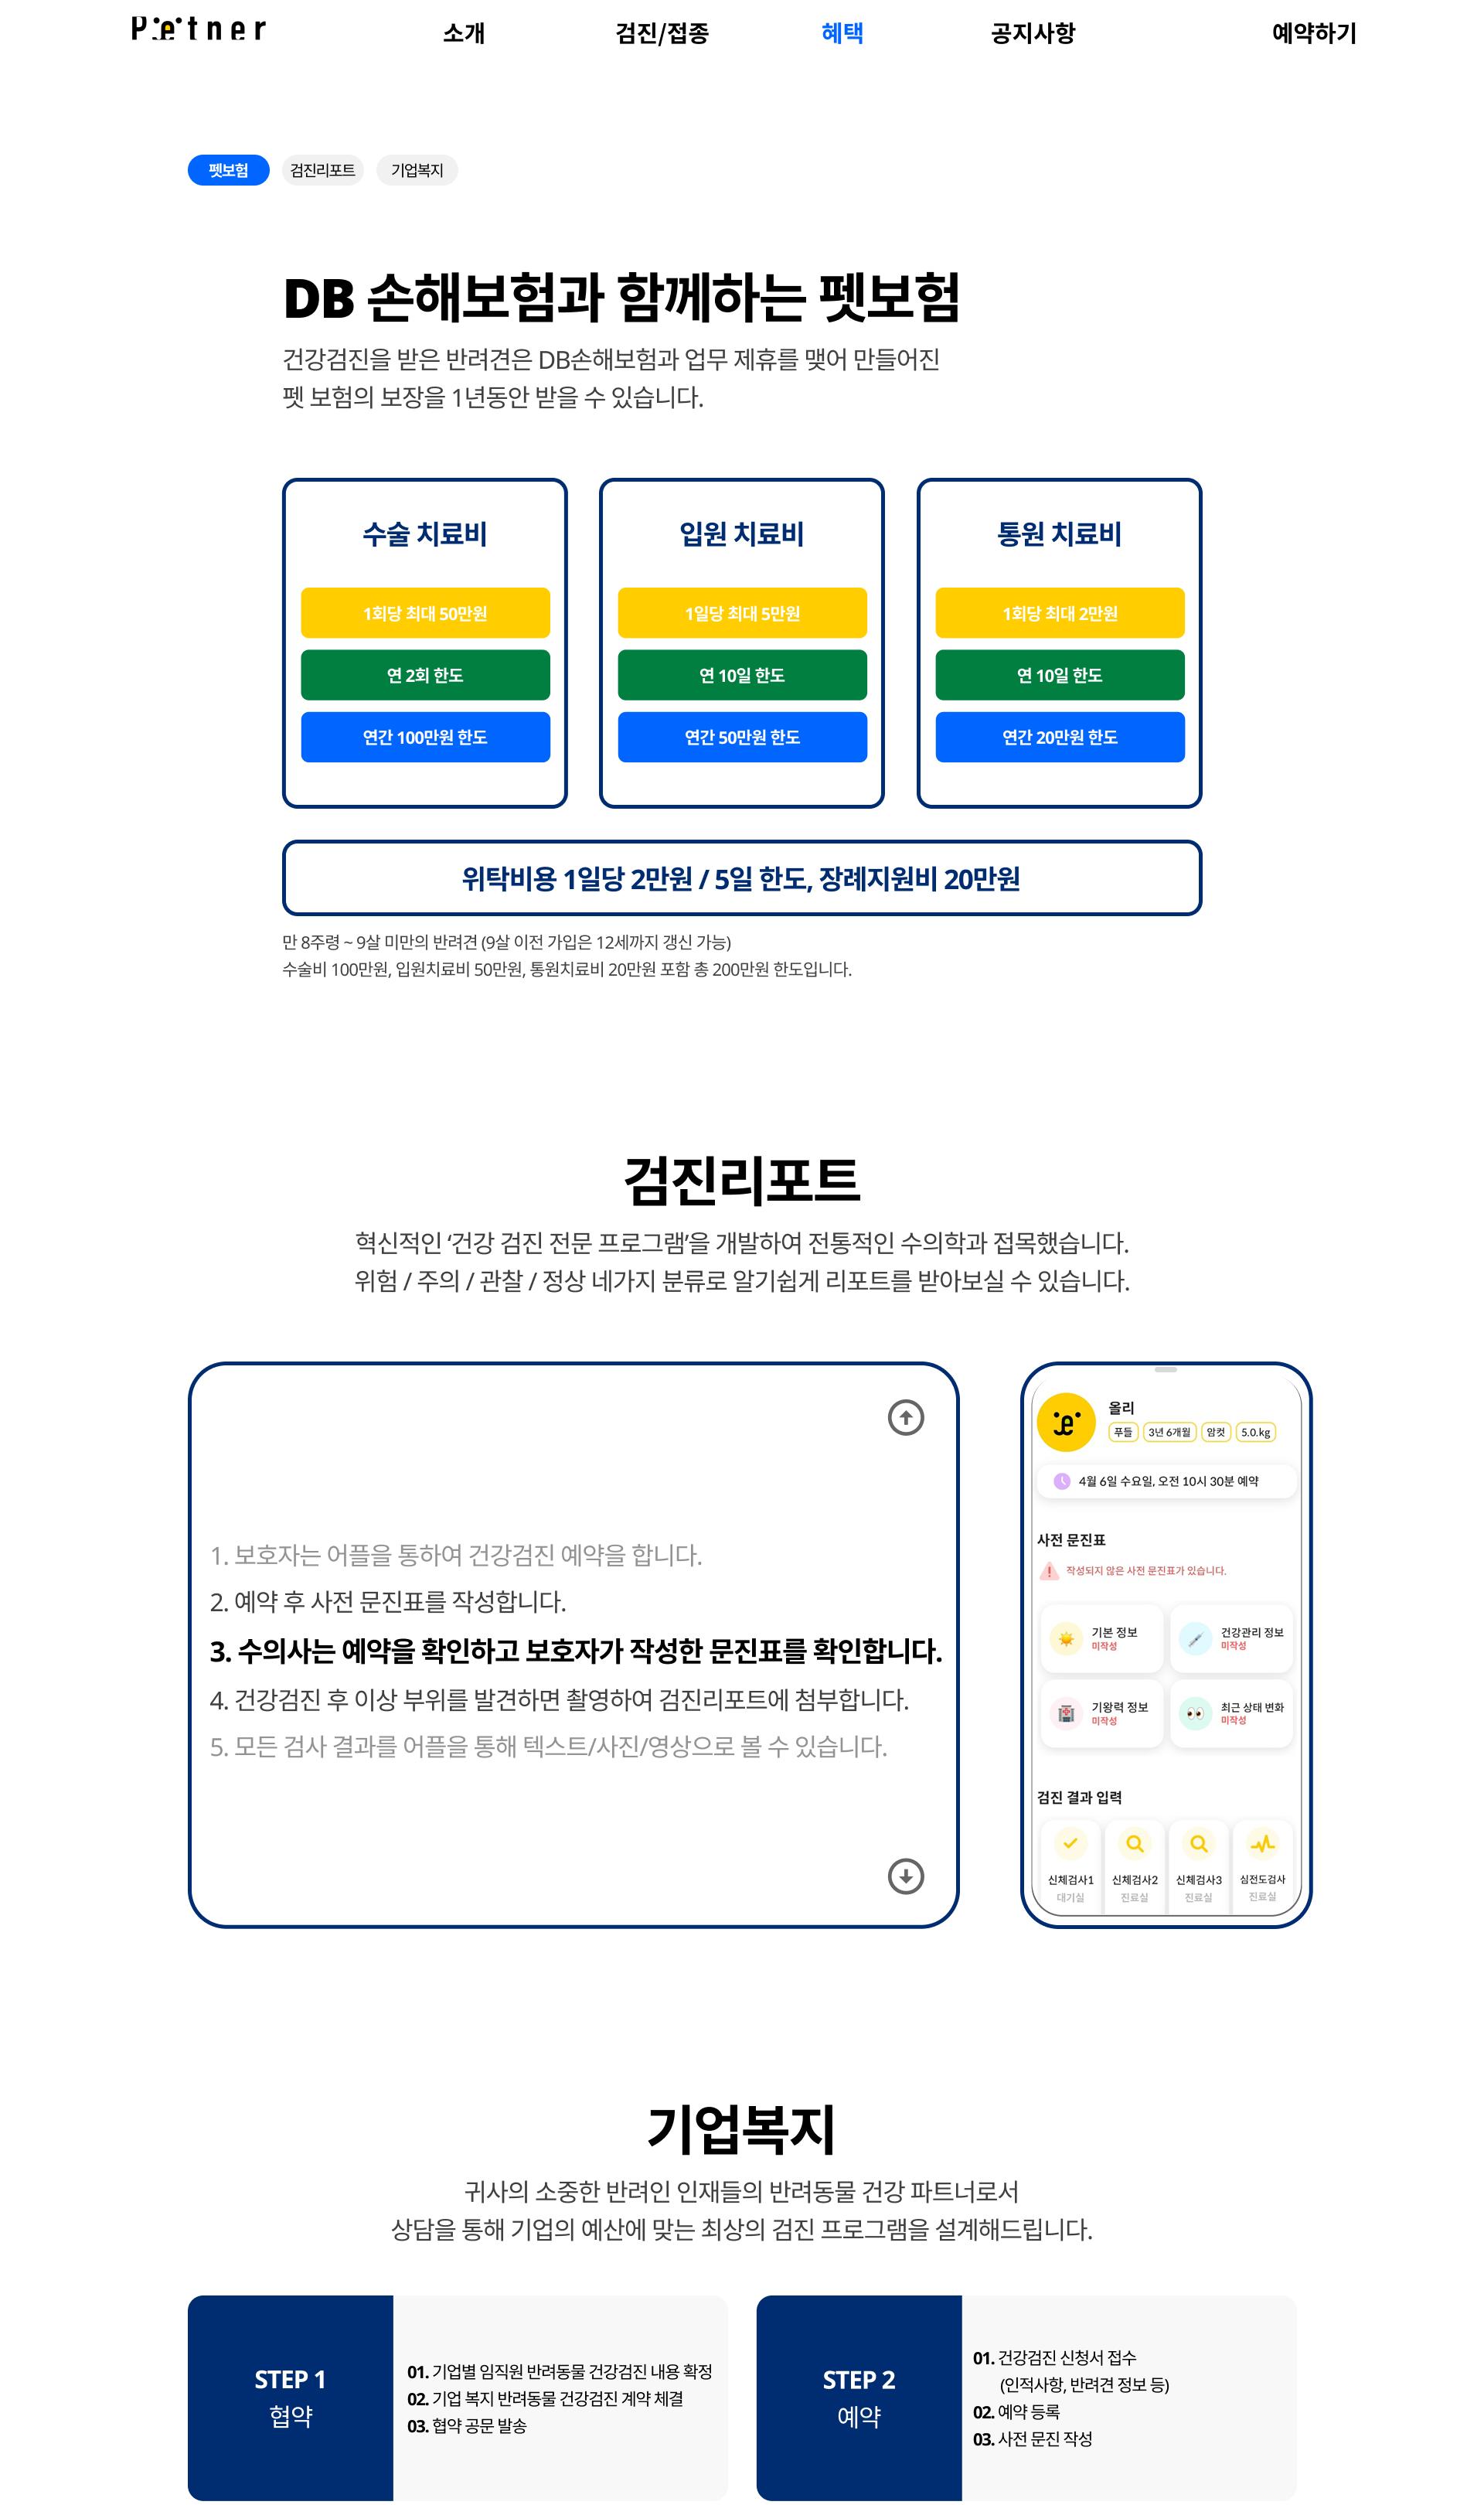 Petner
소개
검진/접종
혜택
공지사항
예약하기
펫보험
검진리포트
기업복지
DB 손해보험과 함께하는 펫보험
건강검진을 받은 반려견은 DB손해보험과 업무 제휴를 맺어 만들어진
펫 보험의 보장을 1년동안 받을 수 있습니다.
수술 치료비
1회당 최대 50만원
연 2회 한도
연간 100만원 한도
입원 치료비
1일당 최대 5만원
연 10일 한도
연간 50만원 한도
통원 치료비
1회당 최대 2만원
연 10일 한도
연간 20만원 한도
위탁비용 1일당 2만원 / 5일 한도, 장례지원비 20만원
만 8주령 ~ 9살 미만의 반려견 (9살 이전 가입은 12세까지 갱신 가능)
수술비 100만원, 입원치료비 50만원, 통원치료비 20만원 포함 총 200만원 한도입니다.
검진리포트
혁신적인 ‘건강 검진 전문 프로그램’을 개발하여 전통적인 수의학과 접목했습니다.
위험 / 주의 / 관찰 / 정상 네가지 분류로 알기쉽게 리포트를 받아보실 수 있습니다.
1. 보호자는 어플을 통하여 건강검진 예약을 합니다.
2. 예약 후 사전 문진표를 작성합니다.
3. 수의사는 예약을 확인하고 보호자가 작성한 문진표를 확인합니다.
4. 건강검진 후 이상 부위를 발견하면 촬영하여 검진리포트에 첨부합니다.
5. 모든 검사 결과를 어플을 통해 텍스트/사진/영상으로 볼 수 있습니다.
올리
푸들
3년 6개월
암컷
5.0.kg
4월 6일 수요일, 오전 10시 30분 예약
사전 문진표
작성되지 않은 사전 문진표가 있습니다.
기본 정보
미작성
건강관리 정보
미작성
기왕력 정보
미작성
최근 상태 변화
미작성
검진 결과 입력
신체검사1
대기실
신체검사2
진료실
신체검사3
진료실
심전도검사
진료실
기업복지
귀사의 소중한 반려인 인재들의 반려동물 건강 파트너로서
상담을 통해 기업의 예산에 맞는 최상의 검진 프로그램을 설계해드립니다.
STEP 1
협약
01. 기업별 임직원 반려동물 건강검진 내용 확정
02. 기업 복지 반려동물 건강검진 계약 체결
03. 협약 공문 발송
STEP 2
예약
01. 건강검진 신청서 접수
(인적사항, 반려견 정보 등)
02. 예약 등록
03. 사전 문진 작성